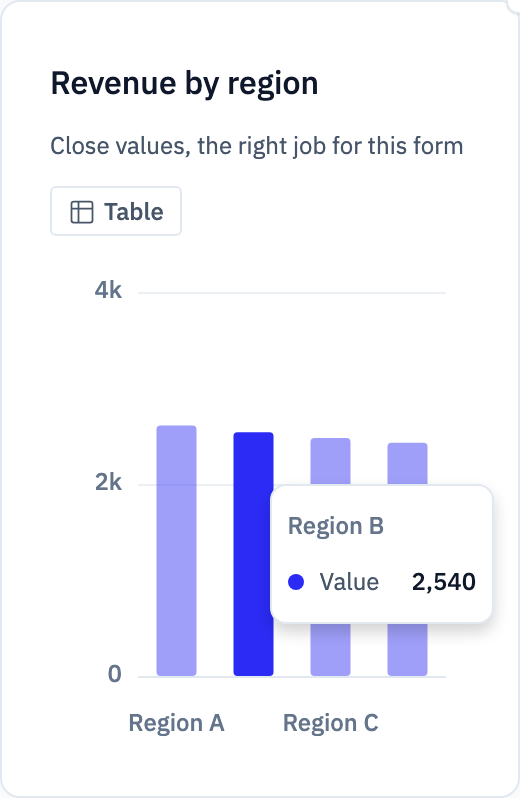 Revenue by region
Close values, the right job for this form
Table
4k
2k
Region B
Value 2,540
0
Region A Region C